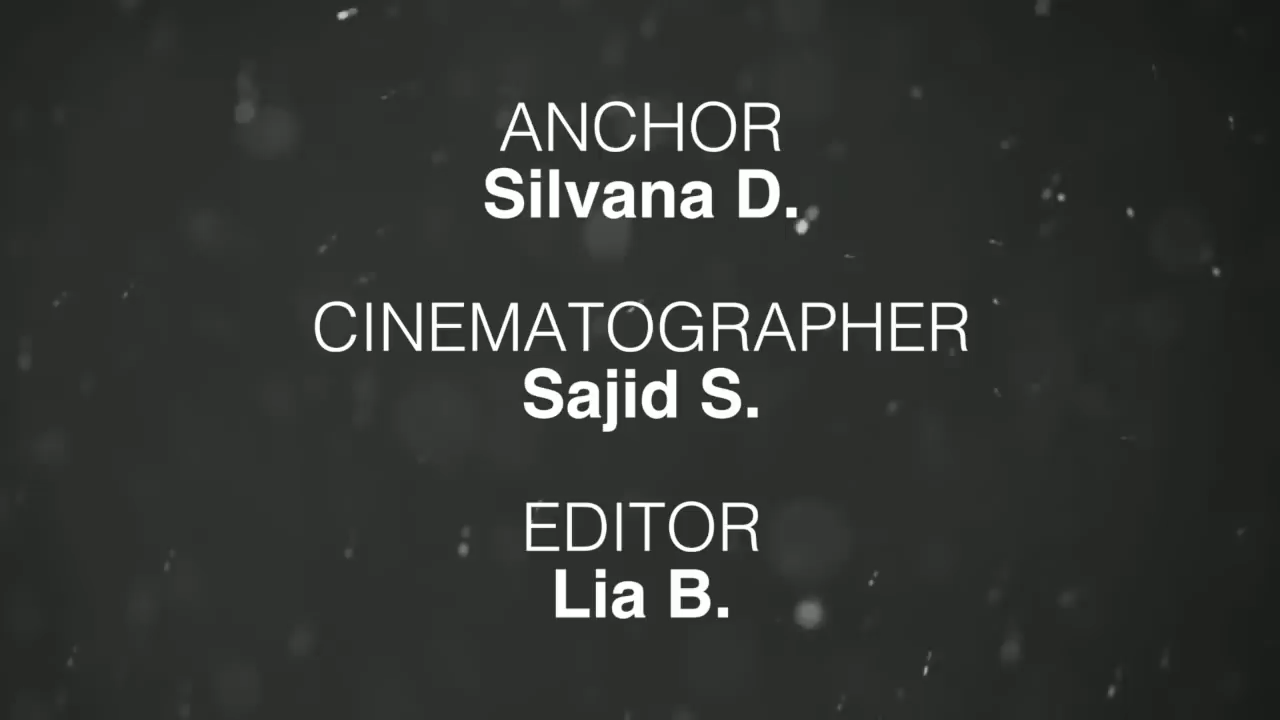 ANCHOR
Silvana D.
CINEMATOGRAPHER
Sajid S.
EDITOR
Lia B.